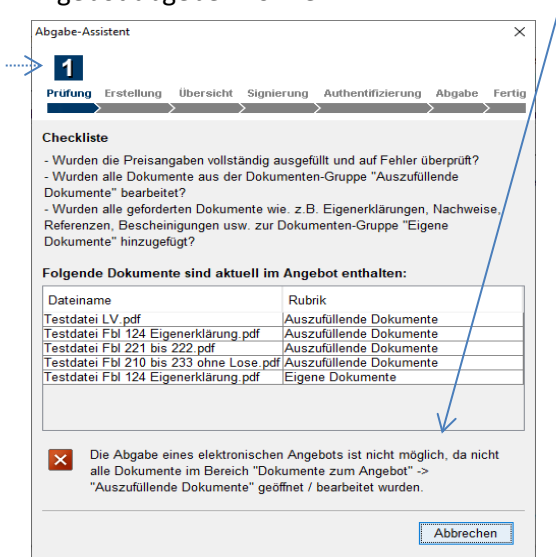 Abgabe-Assistent
1
Prüfung Erstellung Übersicht Signierung Authentifizierung Abgabe Fertig
Checkliste
- Wurden die Preisangaben vollständig ausgefüllt und auf Fehler überprüft?
- Wurden alle Dokumente aus der Dokumenten-Gruppe "Auszufüllende
Dokumente" bearbeitet?
- Wurden alle geforderten Dokumente wie. z.B. Eigenerklärungen, Nachweise,
Referenzen, Bescheinigungen usw. zur Dokumenten-Gruppe "Eigene
Dokumente" hinzugefügt?
Folgende Dokumente sind aktuell im Angebot enthalten:
Dateiname Rubrik
Testdatei LV.pdf Auszufüllende Dokumente
Testdatei Fbl 124 Eigenerklärung.pdf Auszufüllende Dokumente
Testdatei Fbl 221 bis 222.pdf Auszufüllende Dokumente
Testdatei Fbl 210 bis 233 ohne Lose.pdf Auszufüllende Dokumente
Testdatei Fbl 124 Eigenerklärung.pdf Eigene Dokumente
Die Abgabe eines elektronischen Angebots ist nicht möglich, da nicht
alle Dokumente im Bereich "Dokumente zum Angebot" ->
"Auszufüllende Dokumente" geöffnet / bearbeitet wurden.
Abbrechen